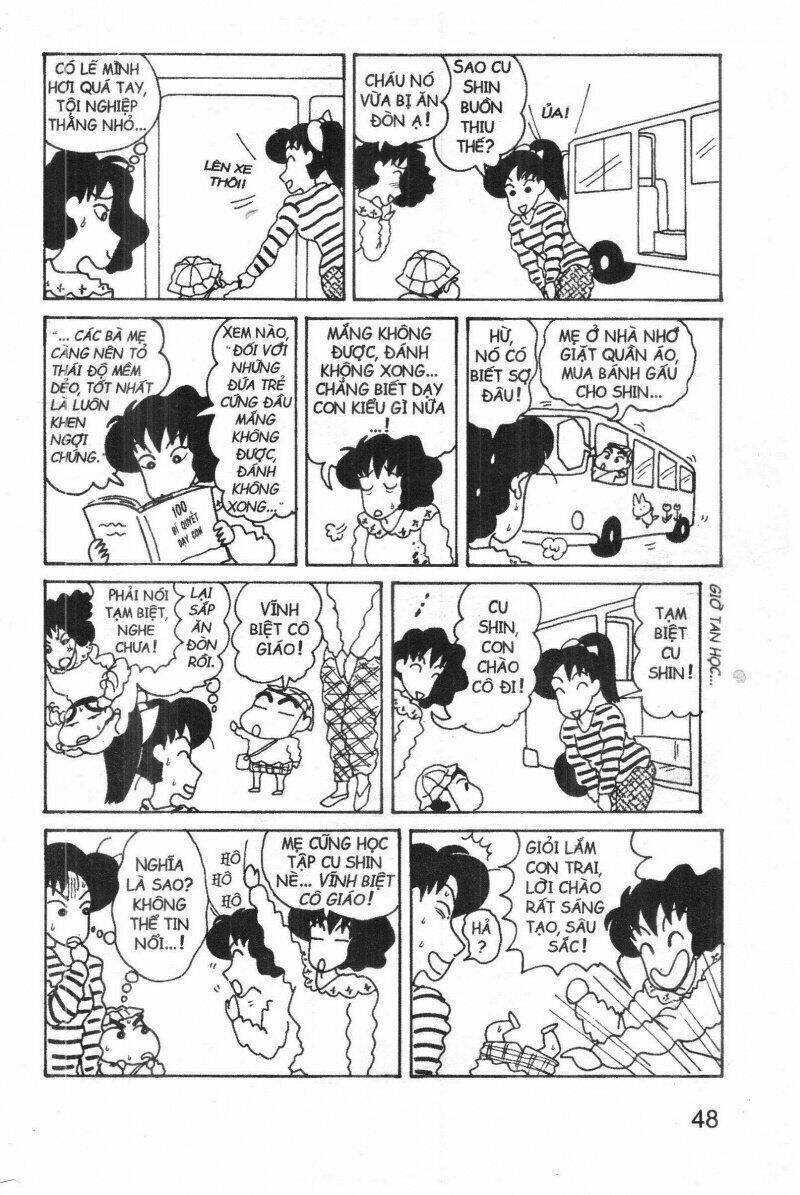 ỦA!
SAO CU
SHIN
BUỒN
THIU
THẾ?
CHÁU NÓ
VỪA BỊ ĂN
ĐÒN Ạ!
LÊN XE
THÔI!
CÓ LẼ MÌNH
HƠI QUÁ TAY,
TỘI NGHIỆP
THẰNG NHỎ...
MẸ Ở NHÀ NHỚ
GIẶT QUẦN ÁO,
MUA BÁNH GẤU
CHO SHIN...
HỪ,
NÓ CÓ
BIẾT SỢ
ĐÂU!
MẮNG KHÔNG
ĐƯỢC, ĐÁNH
KHÔNG XONG...
CHẲNG BIẾT DẠY
CON KIỂU GÌ NỮA
...!
XEM NÀO,
"ĐỐI VỚI
NHỮNG
ĐỨA TRẺ
CỨNG ĐẦU
MẮNG
KHÔNG
ĐƯỢC,
ĐÁNH
KHÔNG
XONG..."
"... CÁC BÀ MẸ
CÀNG NÊN TỎ
THÁI ĐỘ MỀM
DẺO, TỐT NHẤT
LÀ LUÔN
KHEN
NGỢI
CHÚNG."
100
BÍ QUYẾT
DẠY CON
GIỜ TAN HỌC...
TẠM
BIỆT
CU
SHIN!
CU
SHIN,
CON
CHÀO
CÔ ĐI!
VĨNH
BIỆT CÔ
GIÁO!
LẠI
SẮP
ĂN
ĐÒN
RỒI.
PHẢI NÓI
TẠM BIỆT,
NGHE
CHƯA!
GIỎI LẮM
CON TRAI,
LỜI CHÀO
RẤT SÁNG
TẠO, SÂU
SẮC!
HẢ
?
MẸ CŨNG HỌC
TẬP CU SHIN
NÈ... VĨNH BIỆT
CÔ GIÁO!
HÔ
HÔ
HÔ
NGHĨA
LÀ SAO?
KHÔNG
THỂ TIN
NỔI...!
48